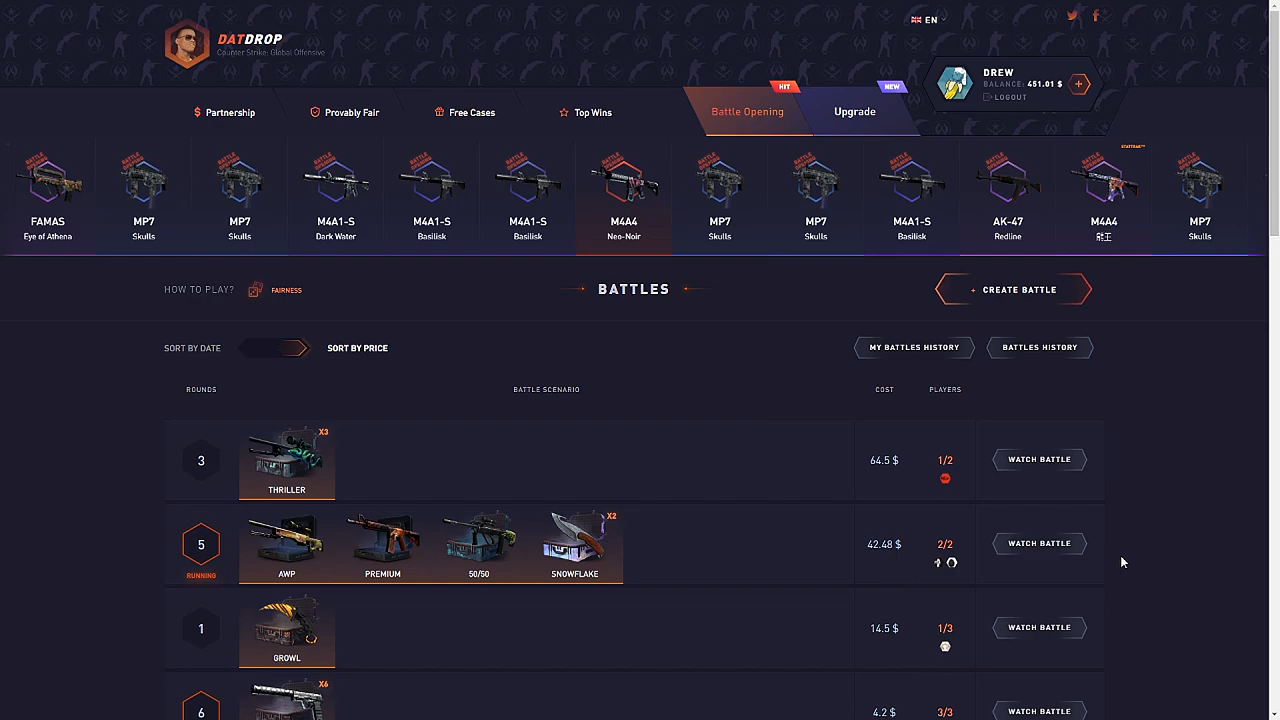 EN
DATDROP
Counter Strike: Global Offensive
DREW
BALANCE: 451.01 $
LOGOUT
HIT
NEW
Partnership
Provably Fair
Free Cases
Top Wins
Battle Opening
Upgrade
FAMAS
Eye of Athena
MP7
Skulls
MP7
Skulls
M4A1-S
Dark Water
M4A1-S
Basilisk
M4A1-S
Basilisk
M4A4
Neo-Noir
MP7
Skulls
MP7
Skulls
M4A1-S
Basilisk
AK-47
Redline
STATTRAK™
M4A4
龍王
MP7
Skulls
HOW TO PLAY?
FAIRNESS
BATTLES
+ CREATE BATTLE
SORT BY DATE
SORT BY PRICE
MY BATTLES HISTORY
BATTLES HISTORY
ROUNDS
BATTLE SCENARIO
COST
PLAYERS
3
X3
THRILLER
64.5 $
1/2
WATCH BATTLE
5
RUNNING
AWP
PREMIUM
50/50
X2
SNOWFLAKE
42.48 $
2/2
WATCH BATTLE
1
GROWL
14.5 $
1/3
WATCH BATTLE
6
X6
4.2 $
3/3
WATCH BATTLE